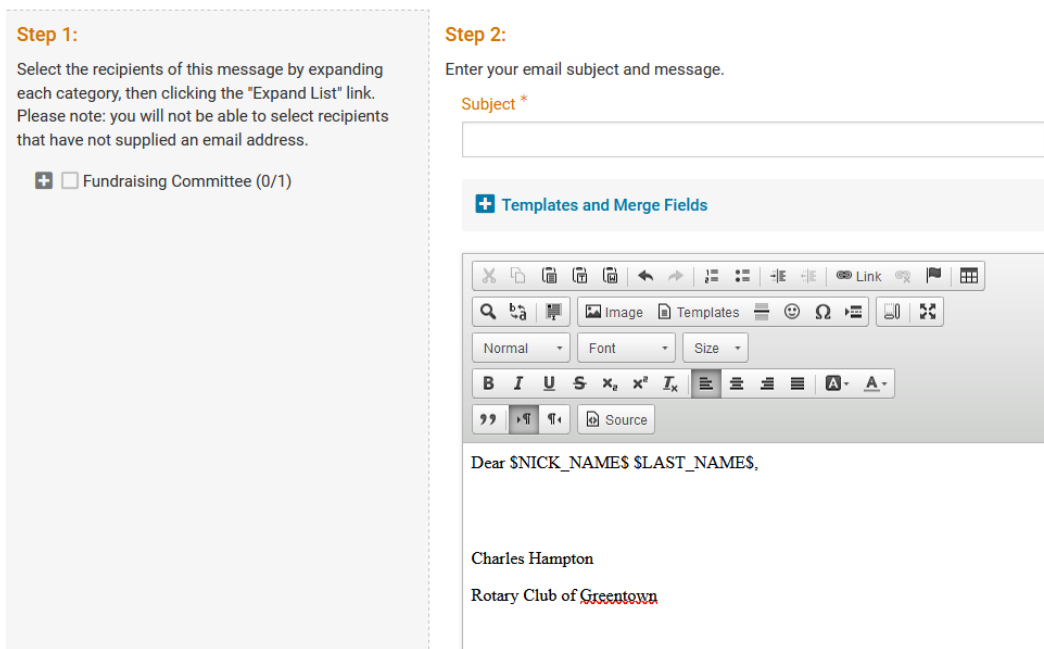 Step 1:
Select the recipients of this message by expanding
each category, then clicking the "Expand List" link.
Please note: you will not be able to select recipients
that have not supplied an email address.
Fundraising Committee (0/1)
Step 2:
Enter your email subject and message.
Subject *
Templates and Merge Fields
Link
Image Templates
Normal Font Size
B I U S x₂ x² Tx A A
Source
Dear $NICK_NAME$ $LAST_NAME$,
Charles Hampton
Rotary Club of Greentown